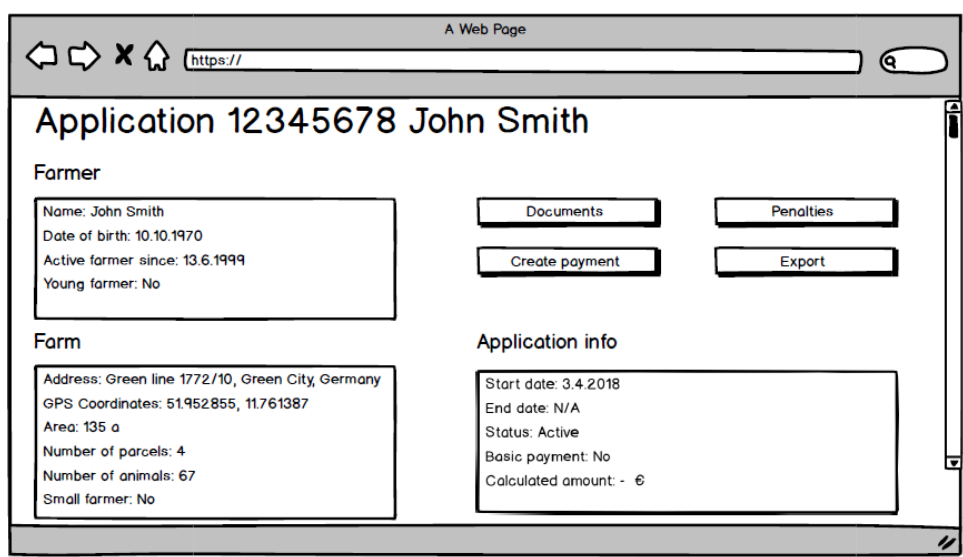 A Web Page
https://
Application 12345678 John Smith
Farmer
Name: John Smith
Date of birth: 10.10.1970
Active farmer since: 13.6.1999
Young farmer: No
Documents
Penalties
Create payment
Export
Farm
Address: Green line 1772/10, Green City, Germany
GPS Coordinates: 51.952855, 11.761387
Area: 135 a
Number of parcels: 4
Number of animals: 67
Small farmer: No
Application info
Start date: 3.4.2018
End date: N/A
Status: Active
Basic payment: No
Calculated amount: - €